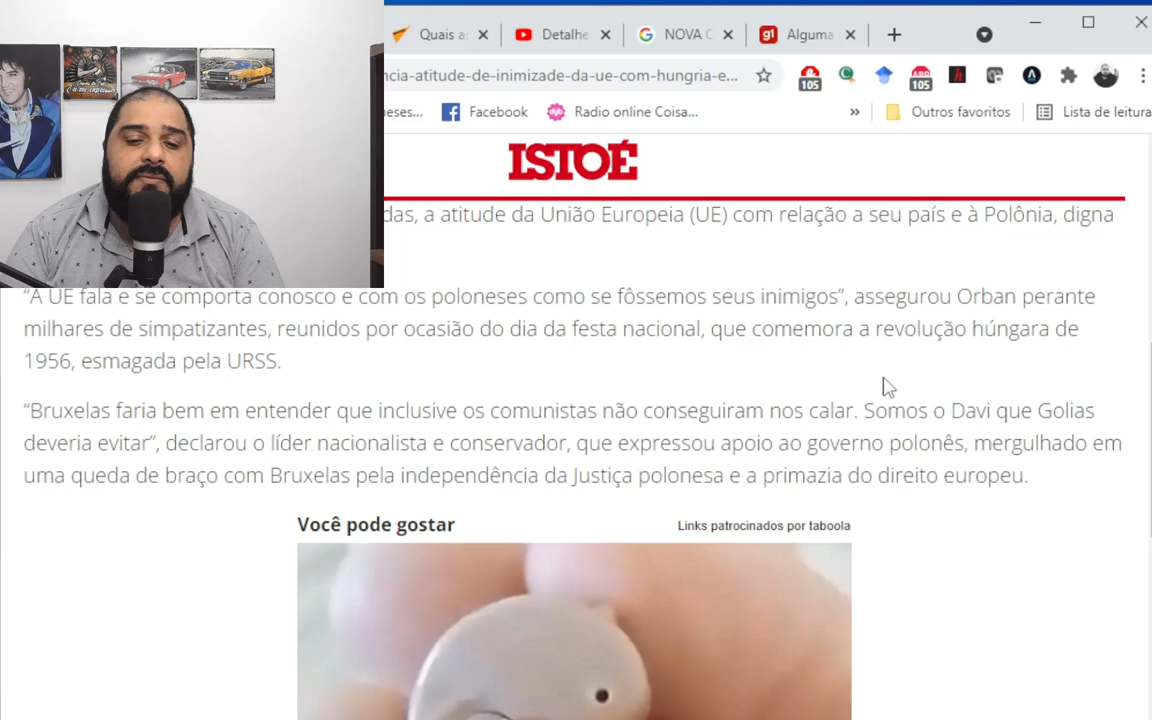 Quais a
Detalhe
NOVA C
g1 Alguma
ncia-atitude-de-inimizade-da-ue-com-hungria-e...
105
105
eses...
Facebook
Radio online Coisa...
»
Outros favoritos
Lista de leitura
ISTOÉ
das, a atitude da União Europeia (UE) com relação a seu país e à Polônia, digna
“A UE fala e se comporta conosco e com os poloneses como se fôssemos seus inimigos”, assegurou Orban perante
milhares de simpatizantes, reunidos por ocasião do dia da festa nacional, que comemora a revolução húngara de
1956, esmagada pela URSS.
“Bruxelas faria bem em entender que inclusive os comunistas não conseguiram nos calar. Somos o Davi que Golias
deveria evitar”, declarou o líder nacionalista e conservador, que expressou apoio ao governo polonês, mergulhado em
uma queda de braço com Bruxelas pela independência da Justiça polonesa e a primazia do direito europeu.
Você pode gostar
Links patrocinados por taboola